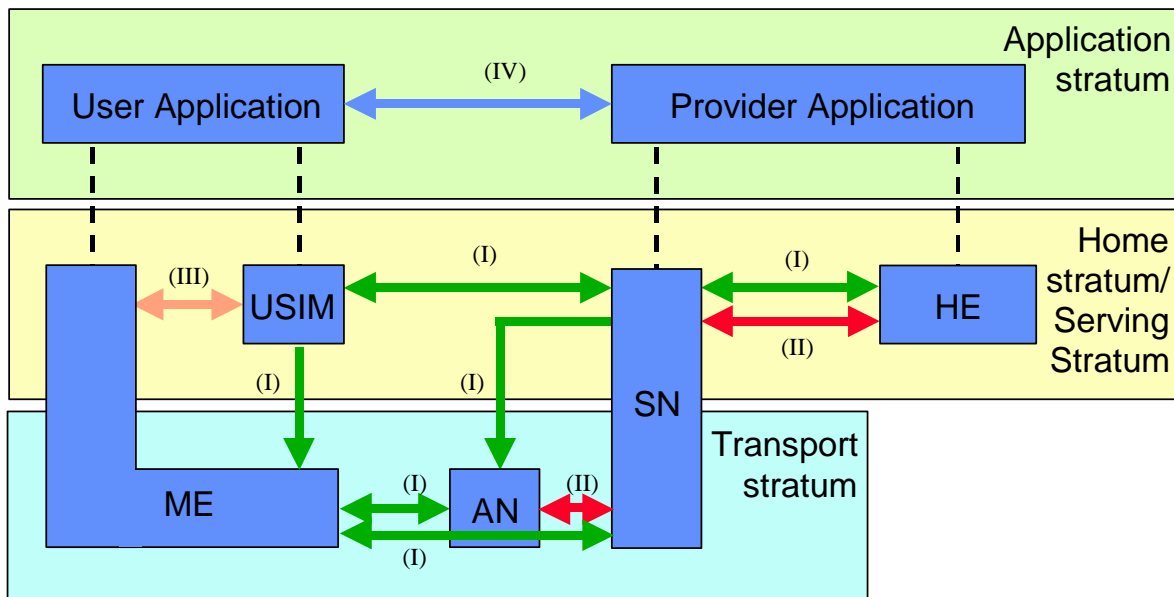 Application
stratum
(IV)
User Application
Provider Application
Home
stratum/
Serving
Stratum
(I)
(I)
(III)
USIM
HE
(II)
(I)
(I)
SN
Transport
stratum
ME
(I)
AN
(II)
(I)